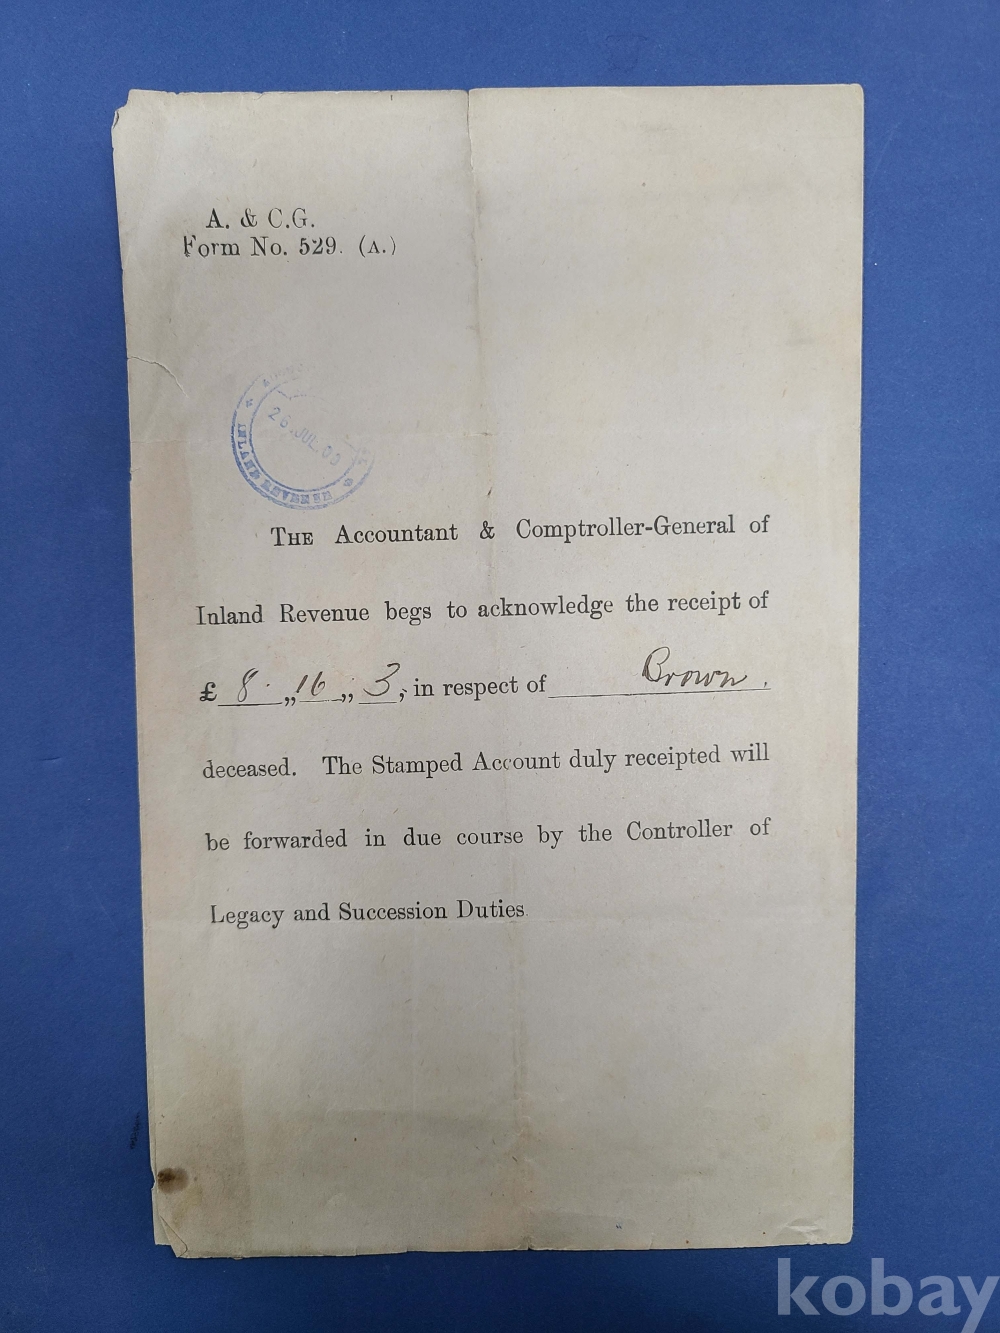 A. & C.G.
Form No. 529. (A.)
26.JUL.00
INLAND REVENUE
THE Accountant & Comptroller-General of
Inland Revenue begs to acknowledge the receipt of
£ 8. „ 16 „ 3, in respect of Brown.
deceased. The Stamped Account duly receipted will
be forwarded in due course by the Controller of
Legacy and Succession Duties.
kobay